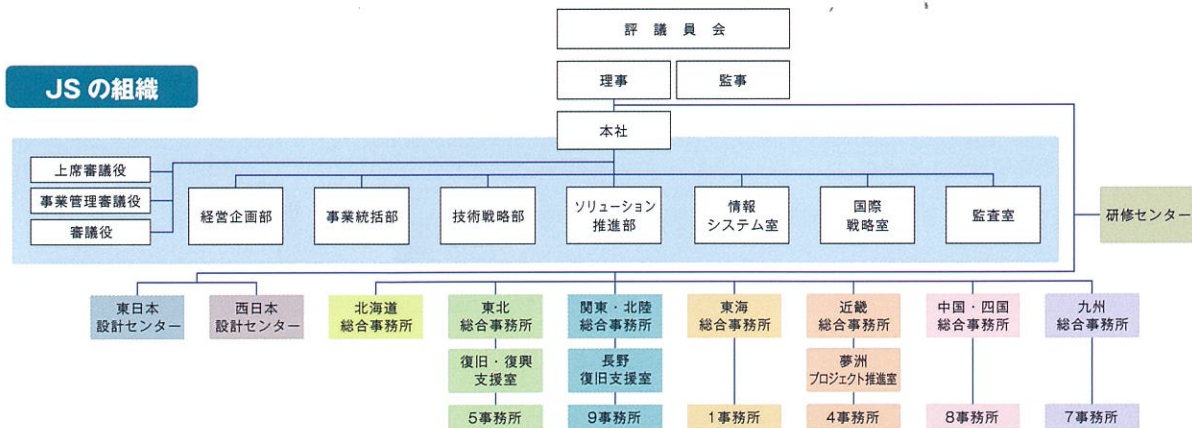 評議員会
JSの組織
理事
監事
本社
上席審議役
事業管理審議役
審議役
経営企画部
事業統括部
技術戦略部
ソリューション
推進部
情報
システム室
国際
戦略室
監査室
研修センター
東日本
設計センター
西日本
設計センター
北海道
総合事務所
東北
総合事務所
関東・北陸
総合事務所
東海
総合事務所
近畿
総合事務所
中国・四国
総合事務所
九州
総合事務所
復旧・復興
支援室
長野
復旧支援室
夢洲
プロジェクト推進室
5事務所
9事務所
1事務所
4事務所
8事務所
7事務所